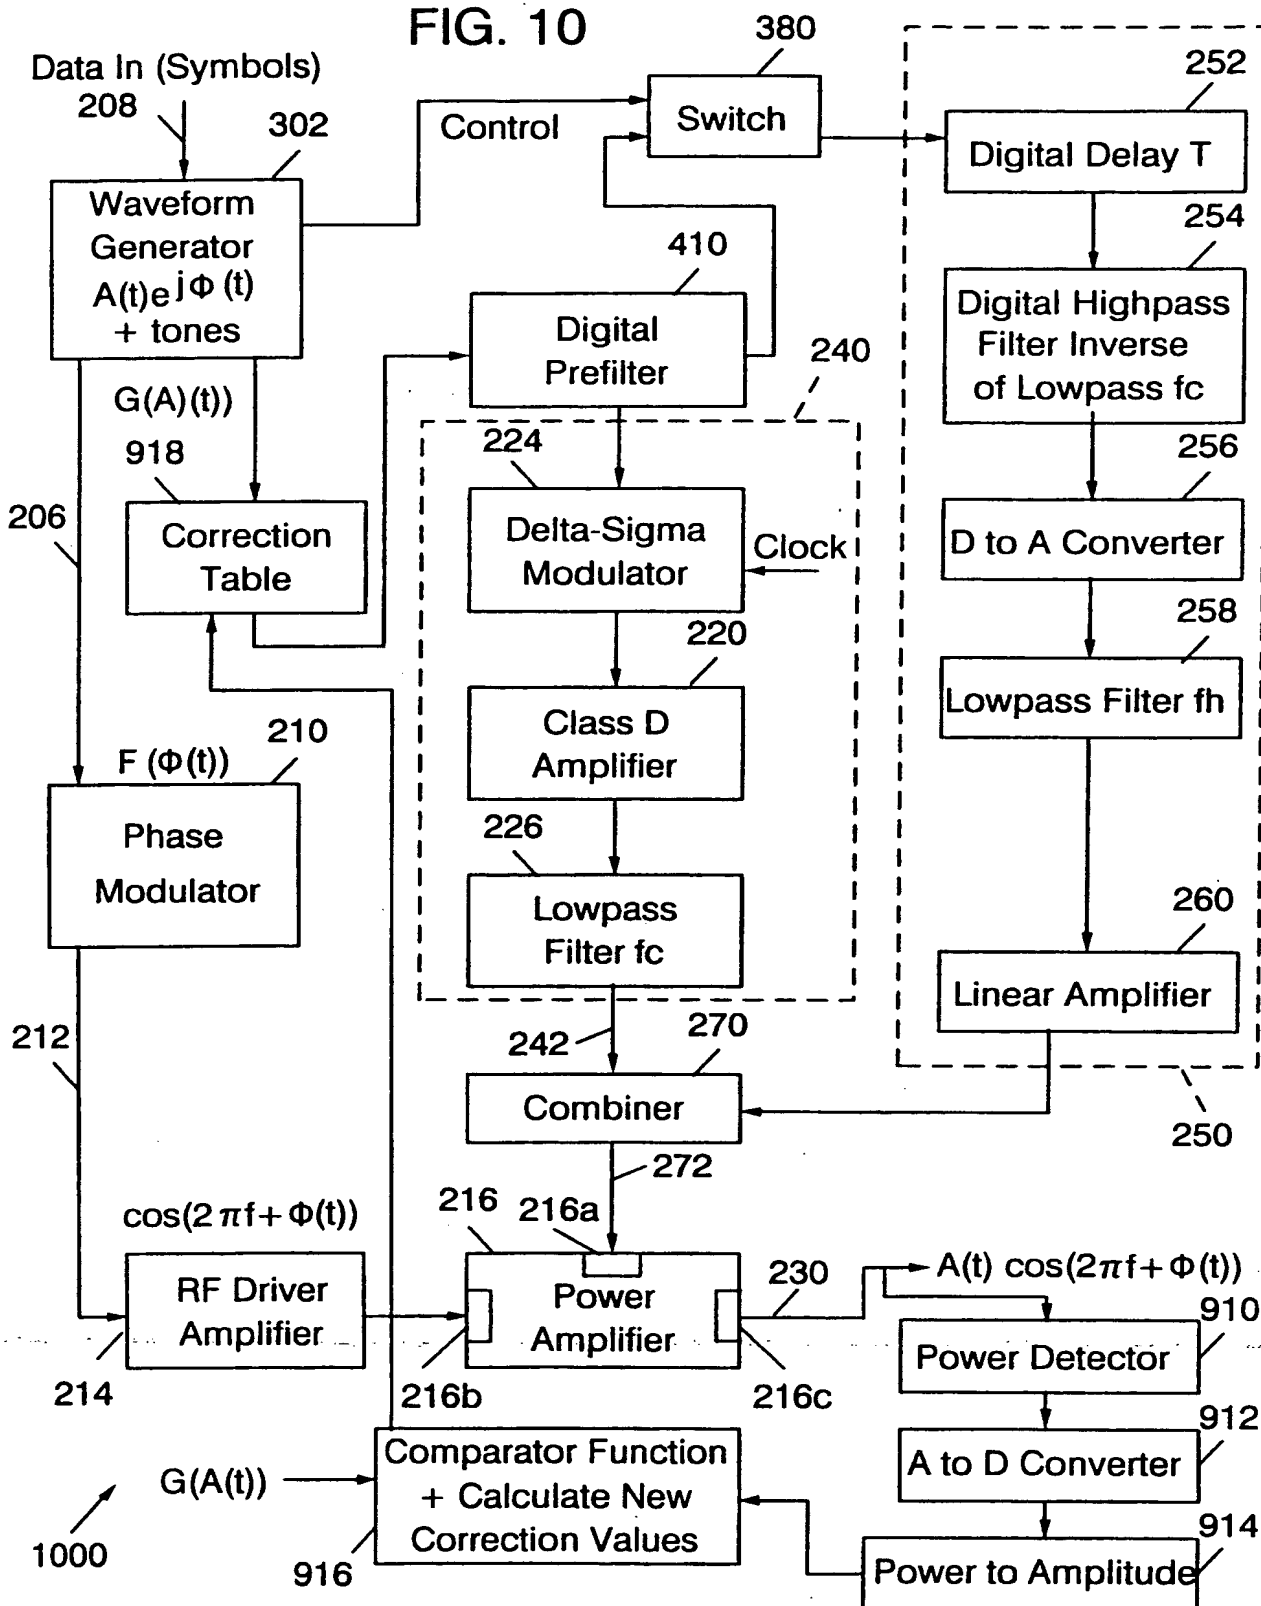 FIG. 10
380
Data In (Symbols)
208
302
252
Control
Switch
Digital Delay T
Waveform
Generator
A(t)e jΦ (t)
+ tones
410
254
Digital
Prefilter
240
Digital Highpass
Filter Inverse
of Lowpass fc
G(A)(t))
918
224
256
206
Correction
Table
Delta-Sigma
Modulator
Clock
D to A Converter
220
258
Class D
Amplifier
Lowpass Filter fh
F (Φ(t))
210
Phase
Modulator
226
Lowpass
Filter fc
260
Linear Amplifier
212
242
270
Combiner
250
272
cos(2πf+Φ(t))
216
216a
230
A(t) cos(2πf+Φ(t))
RF Driver
Amplifier
Power
Amplifier
910
Power Detector
214
216b
216c
912
A to D Converter
G(A(t))
Comparator Function
+ Calculate New
Correction Values
1000
916
914
Power to Amplitude